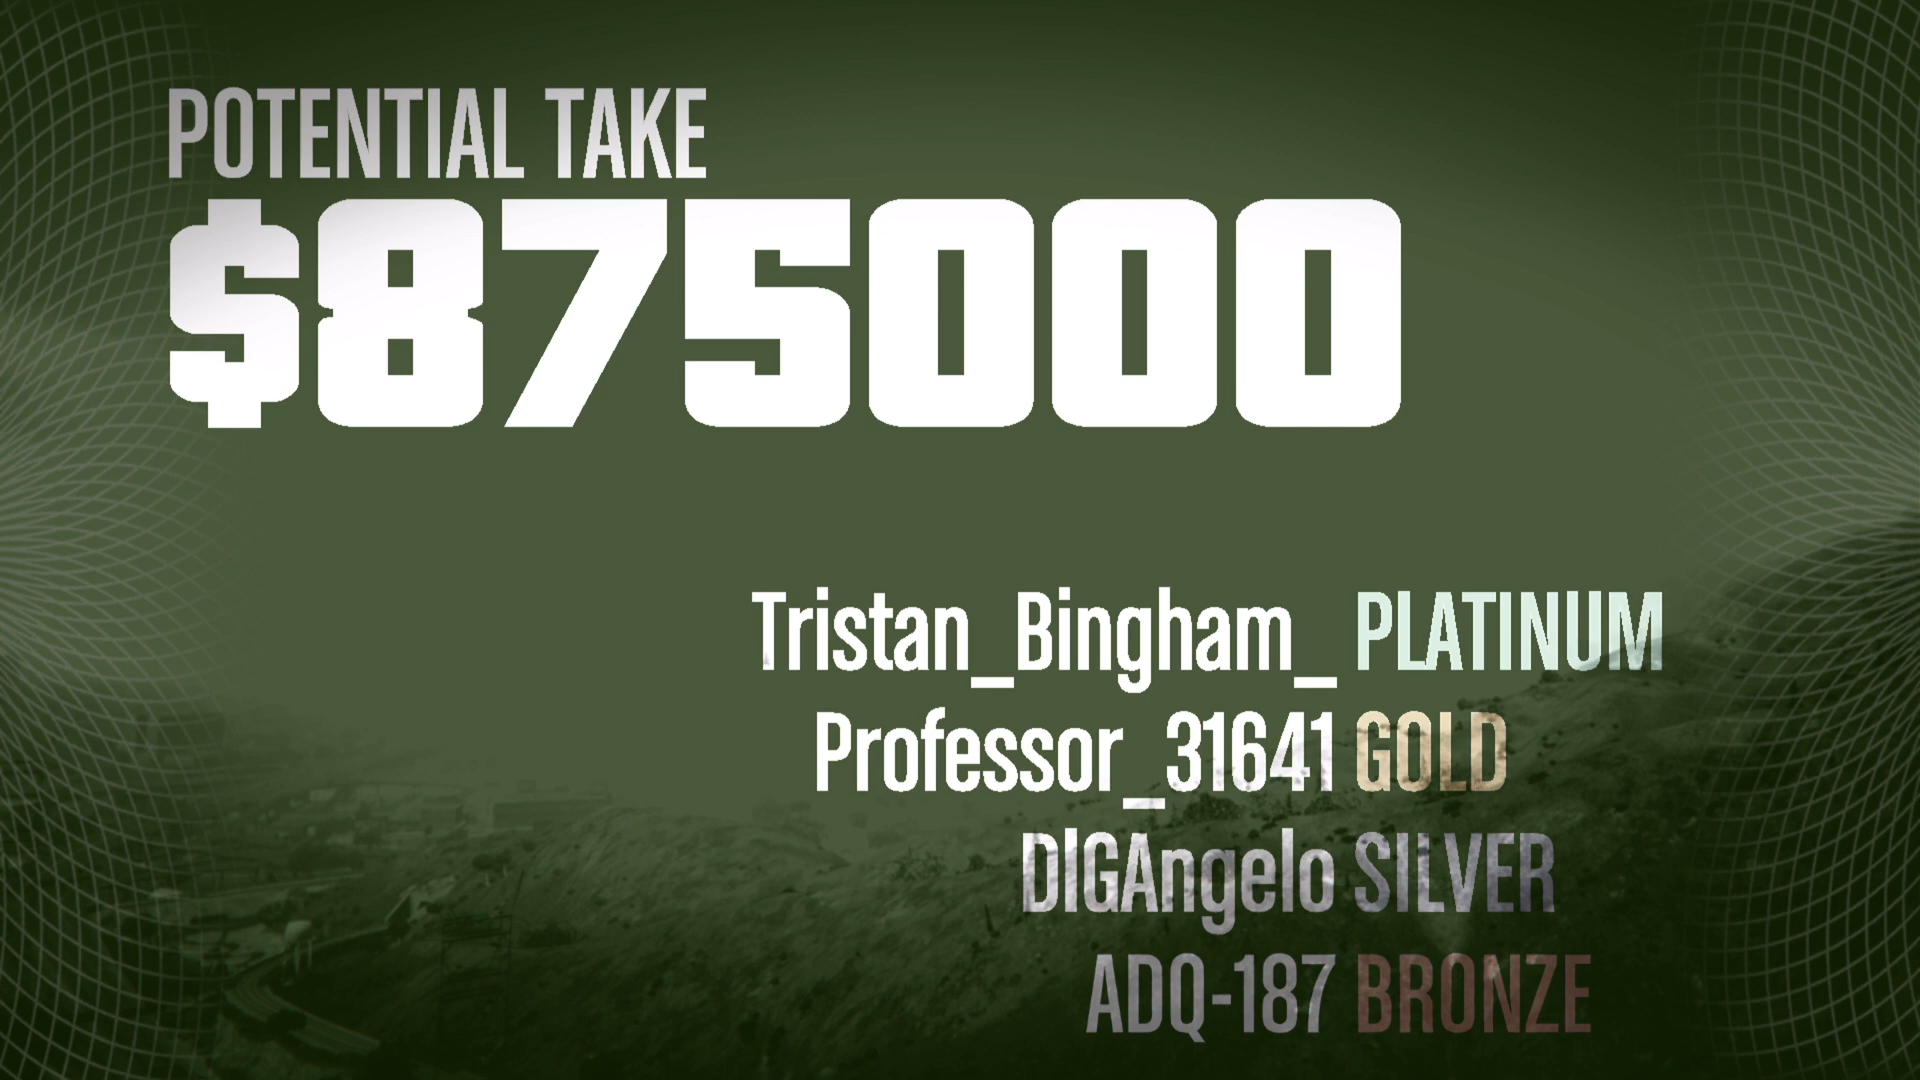 POTENTIAL TAKE
$875000
Tristan_Bingham_ PLATINUM
Professor_31641 GOLD
DIGAngelo SILVER
ADQ-187 BRONZE